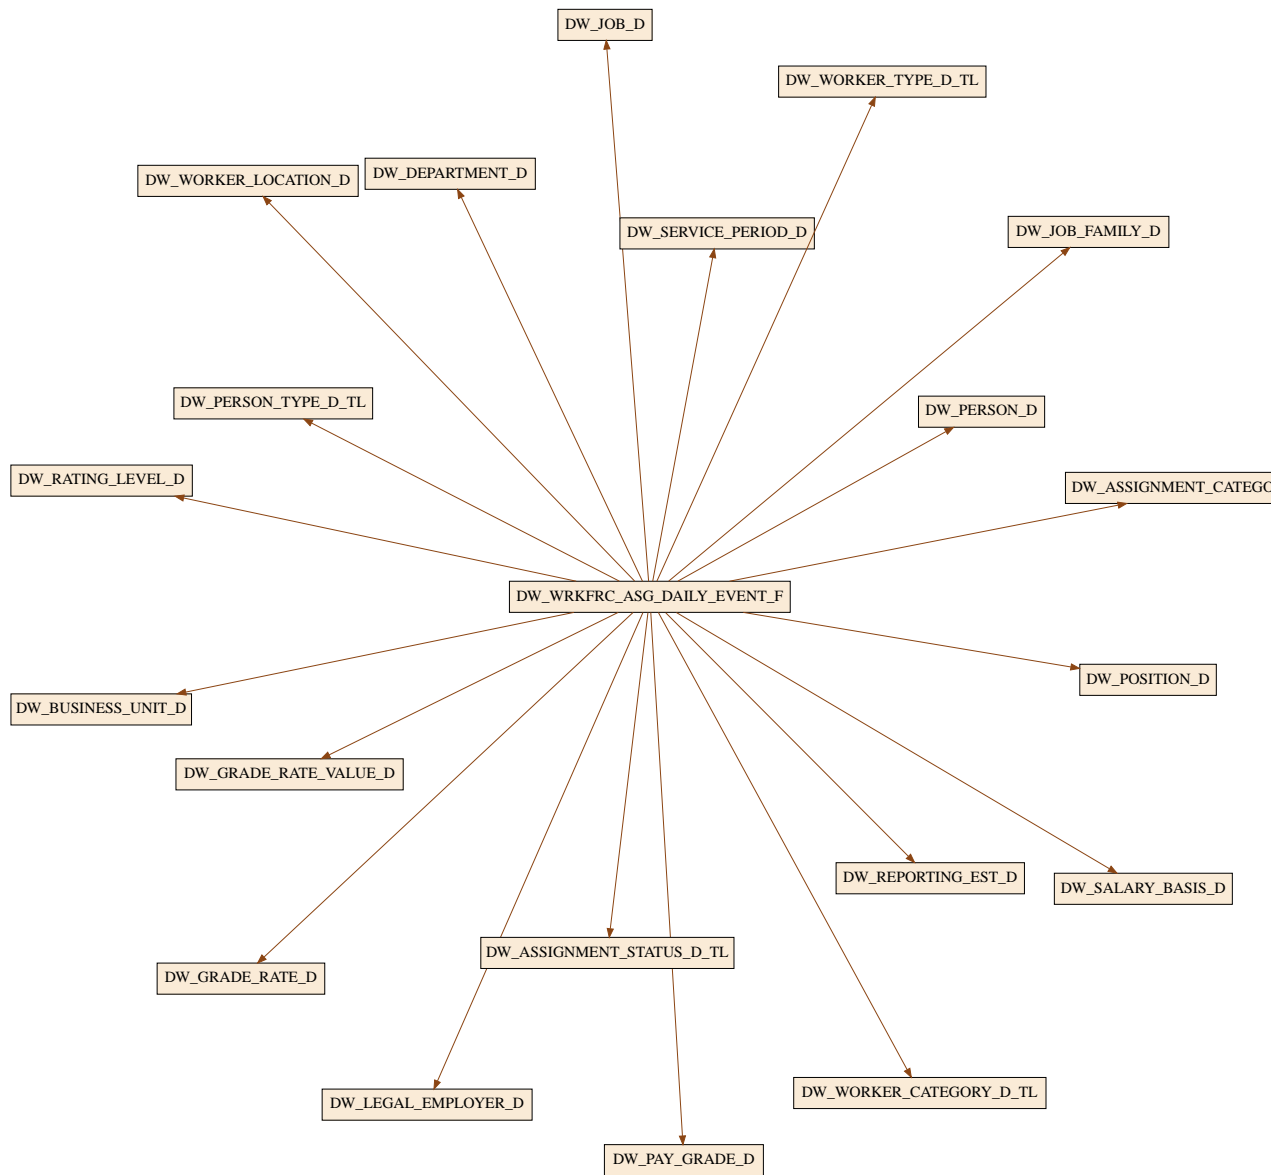 DW_JOB_D
DW_WORKER_TYPE_D_TL
DW_DEPARTMENT_D
DW_WORKER_LOCATION_D
DW_SERVICE_PERIOD_D
DW_JOB_FAMILY_D
DW_PERSON_TYPE_D_TL
DW_PERSON_D
DW_RATING_LEVEL_D
DW_ASSIGNMENT_CATEGO
DW_WRKFRC_ASG_DAILY_EVENT_F
DW_POSITION_D
DW_BUSINESS_UNIT_D
DW_GRADE_RATE_VALUE_D
DW_REPORTING_EST_D
DW_SALARY_BASIS_D
DW_ASSIGNMENT_STATUS_D_TL
DW_GRADE_RATE_D
DW_WORKER_CATEGORY_D_TL
DW_LEGAL_EMPLOYER_D
DW_PAY_GRADE_D